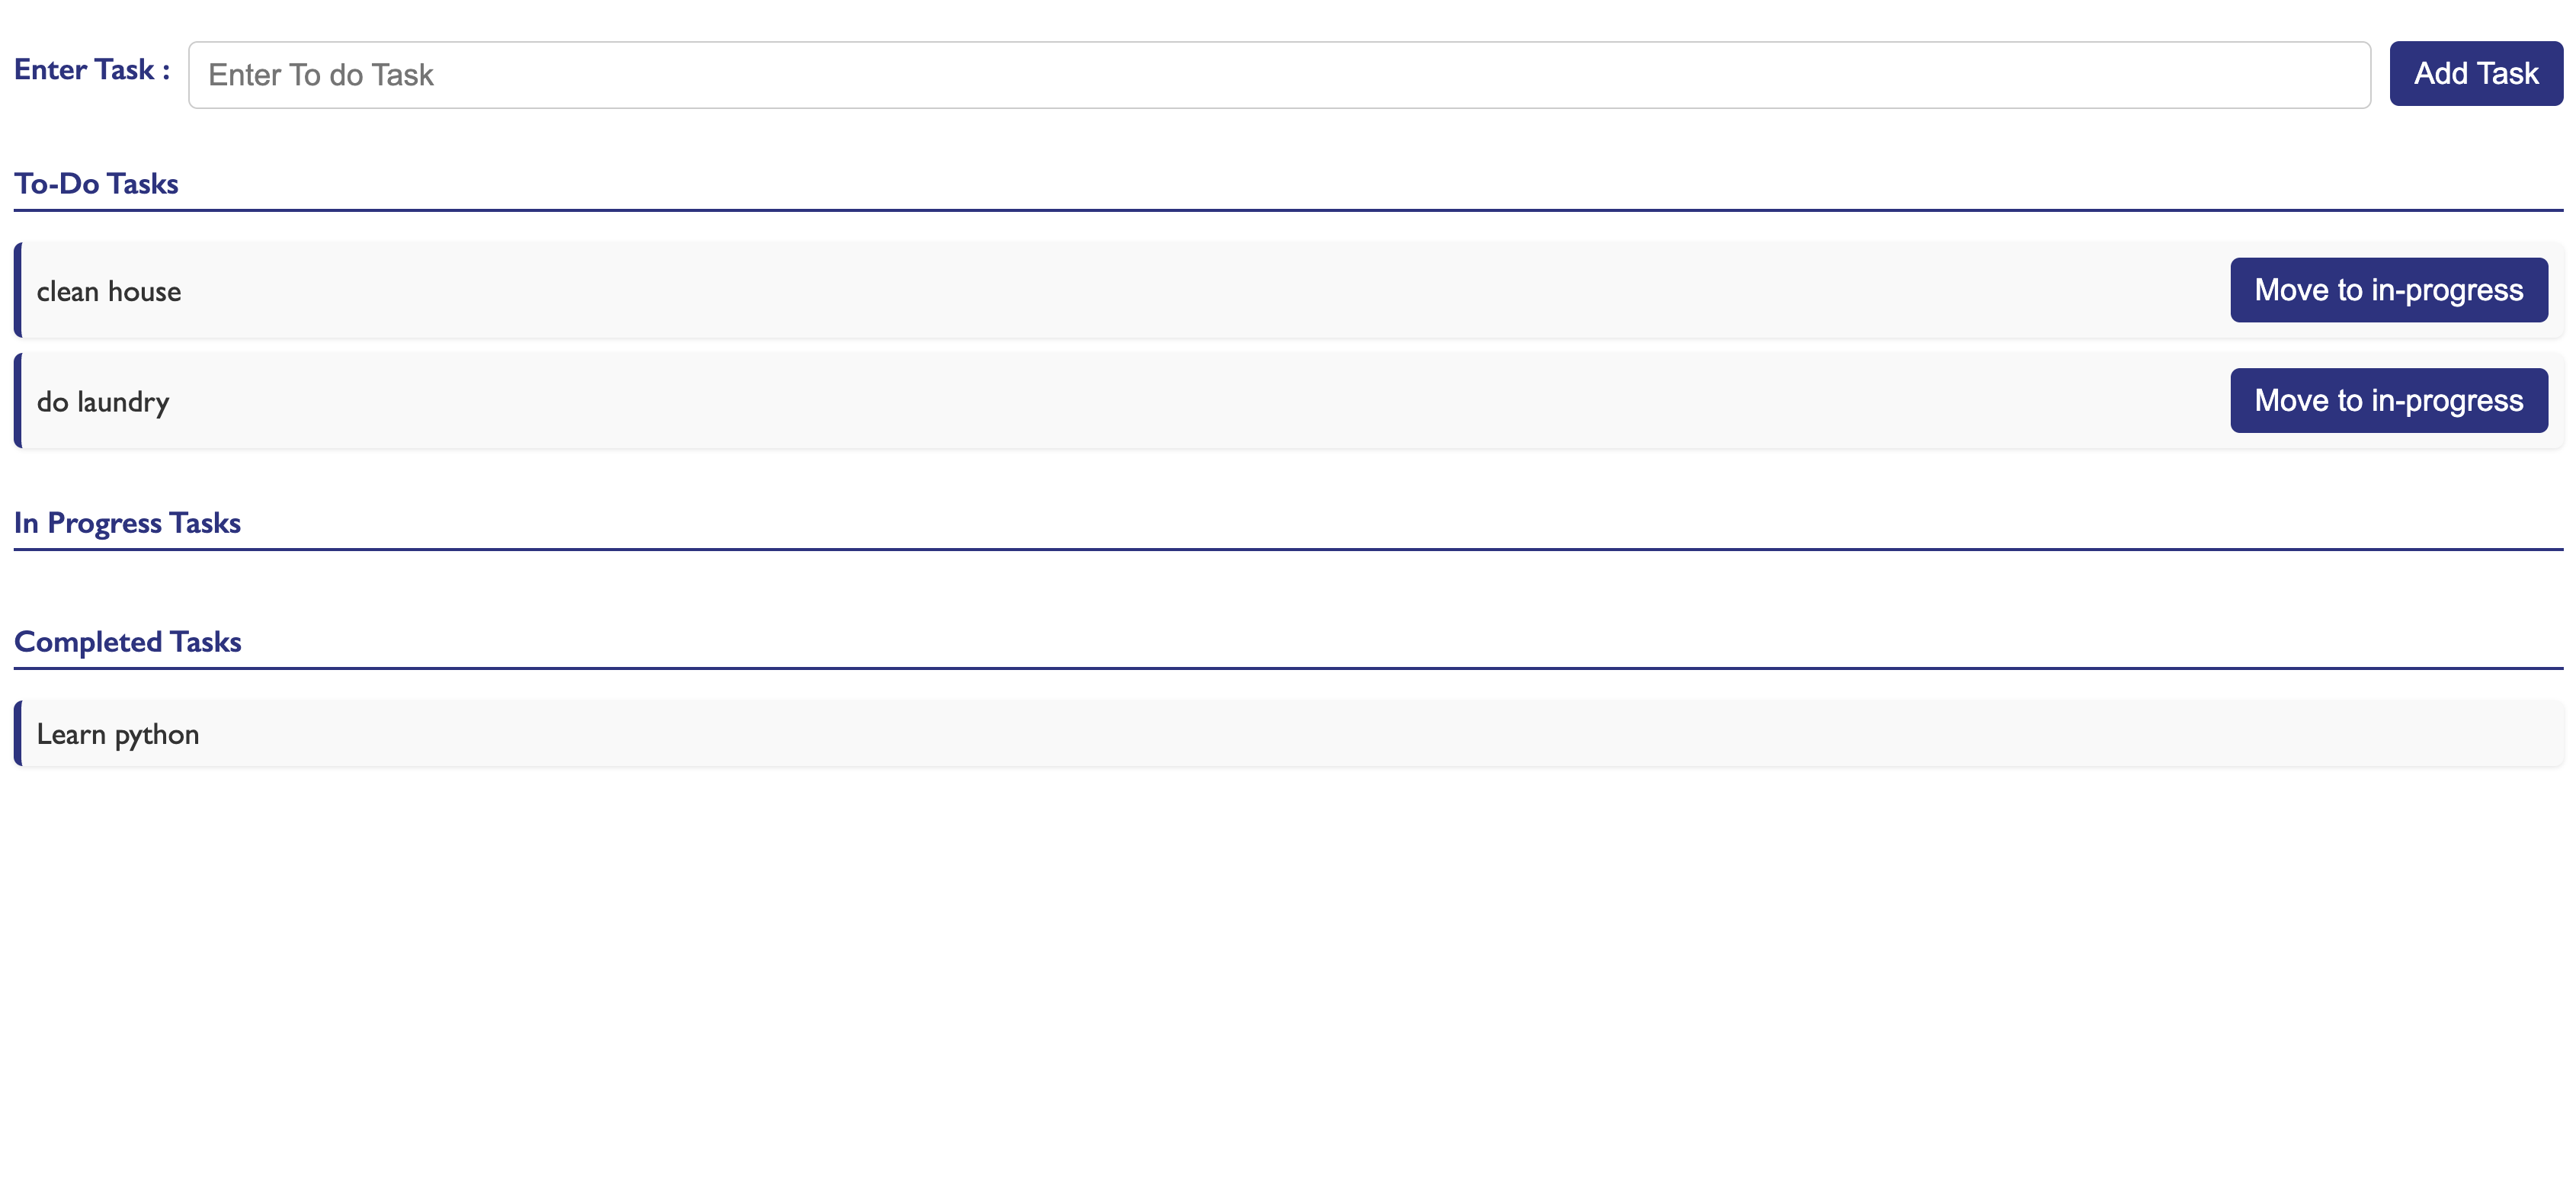 Enter Task :
Enter To do Task
Add Task
To-Do Tasks
clean house
Move to in-progress
do laundry
Move to in-progress
In Progress Tasks
Completed Tasks
Learn python